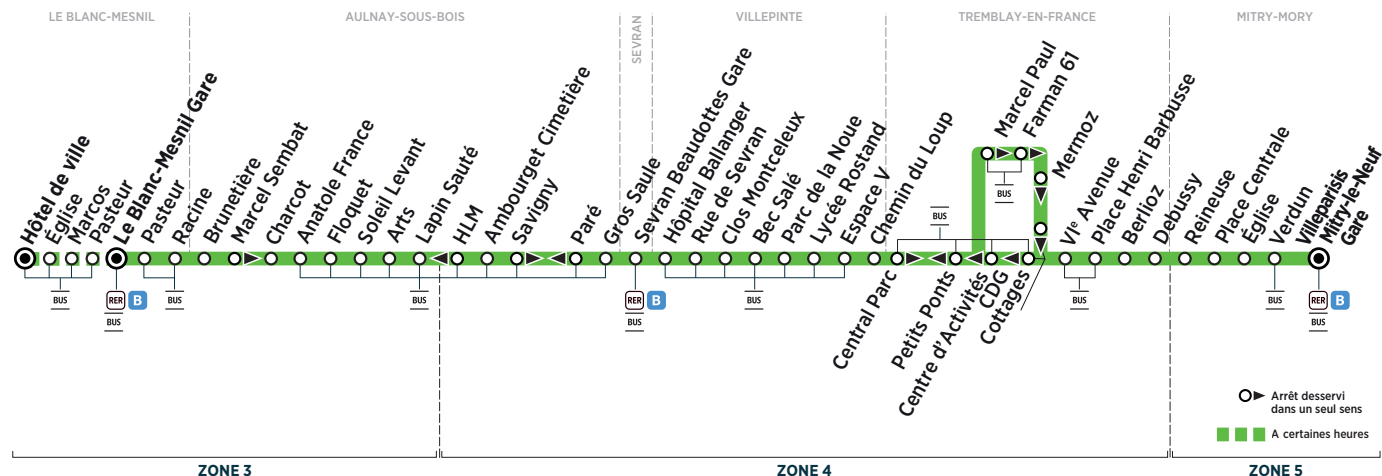 LE BLANC-MESNIL
AULNAY-SOUS-BOIS
SEVRAN
VILLEPINTE
TREMBLAY-EN-FRANCE
MITRY-MORY
Hôtel de ville
Église
Marcos
Pasteur
Le Blanc-Mesnil Gare
Pasteur
Racine
Brunetière
Marcel Sembat
Charcot
Anatole France
Floquet
Soleil Levant
Arts
Lapin Sauté
HLM
Ambourget Cimetière
Savigny
Paré
Gros Saule
Sevran Beaudottes Gare
Hôpital Ballanger
Rue de Sevran
Clos Montceleux
Bec Salé
Parc de la Noue
Lycée Rostand
Espace V
Chemin du Loup
Central Parc
Petits Ponts
Centre d'Activités
CDG
Cottages
Marcel Paul
Farman 61
Mermoz
VIe Avenue
Place Henri Barbusse
Berlioz
Debussy
Reineuse
Place Centrale
Église
Verdun
Villeparisis
Mitry-le-Neuf
Gare
BUS
RER B
BUS
BUS
BUS
RER B
BUS
BUS
BUS
BUS
BUS
BUS
RER B
BUS
Arrêt desservi
dans un seul sens
A certaines heures
ZONE 3
ZONE 4
ZONE 5